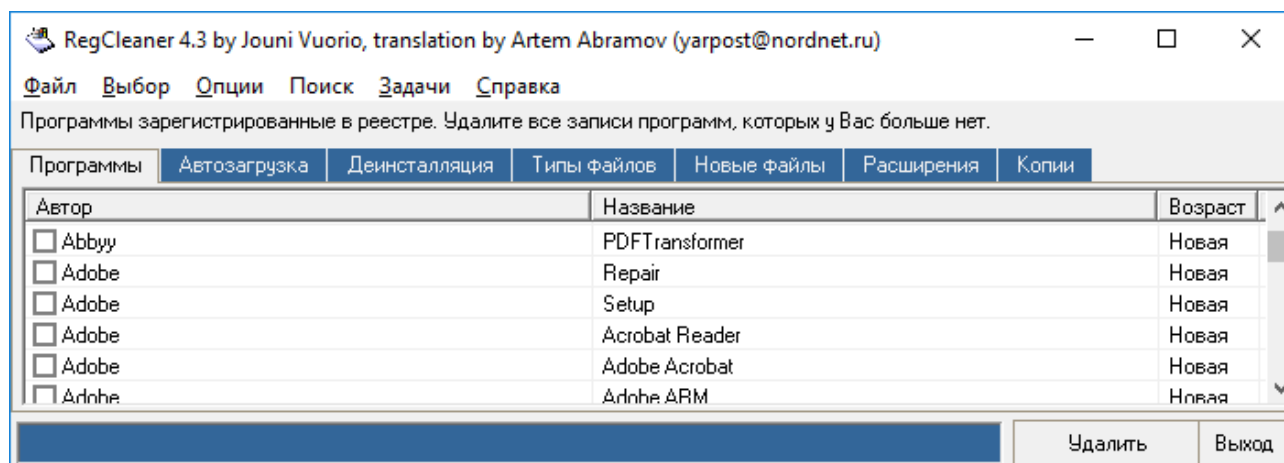 RegCleaner 4.3 by Jouni Vuorio, translation by Artem Abramov (yarpost@nordnet.ru)
Файл Выбор Опции Поиск Задачи Справка
Программы зарегистрированные в реестре. Удалите все записи программ, которых у Вас больше нет.
Программы Автозагрузка Деинсталляция Типы файлов Новые файлы Расширения Копии
Автор Название Возраст
Abbyy PDFTransformer Новая
Adobe Repair Новая
Adobe Setup Новая
Adobe Acrobat Reader Новая
Adobe Adobe Acrobat Новая
Adobe Adobe ARM Новая
Удалить Выход